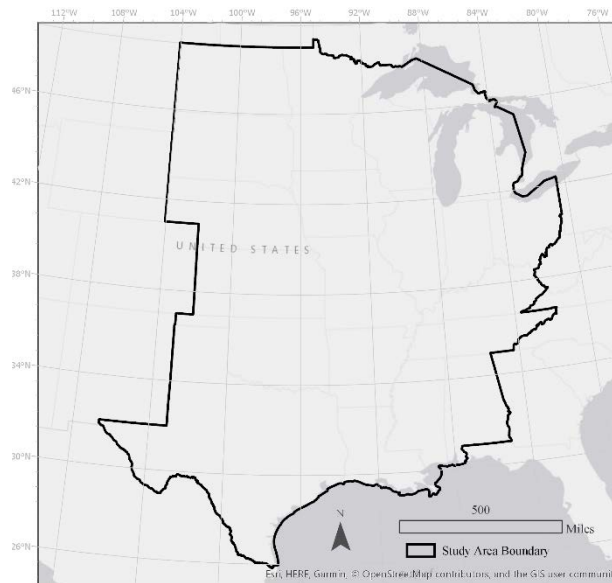 112°W 108°W 104°W 100°W 96°W 92°W 88°W 84°W 80°W 76°W
46°N
42°N
UNITED STATES
38°N
34°N
30°N
N
500
Miles
Study Area Boundary
26°N
Esri, HERE, Garmin, © OpenStreetMap contributors, and the GIS user communit